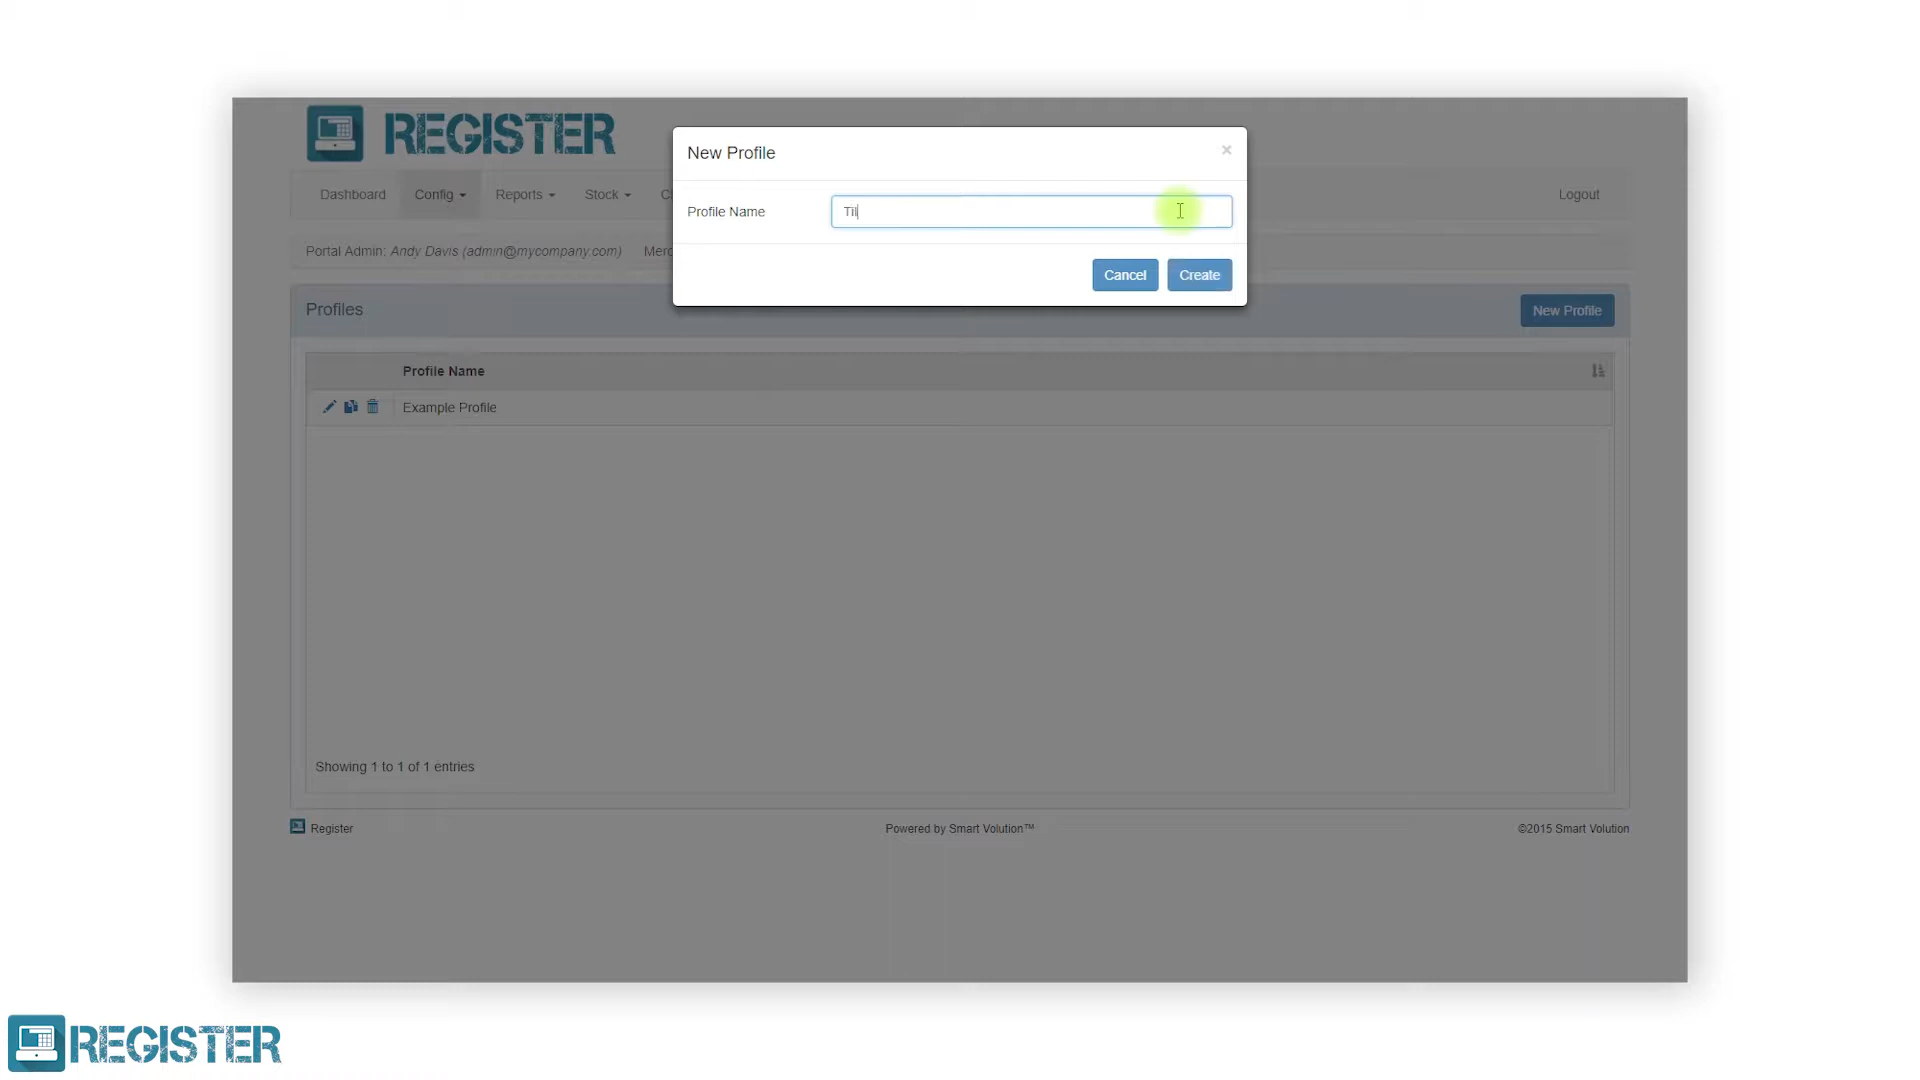 REGISTER
New Profile
×
Profile Name
Til
Cancel
Create
Dashboard
Config
Reports
Stock
Logout
Portal Admin: Andy Davis (admin@mycompany.com)
Profiles
New Profile
Profile Name
Example Profile
Showing 1 to 1 of 1 entries
Register
Powered by Smart Volution™
©2015 Smart Volution
REGISTER